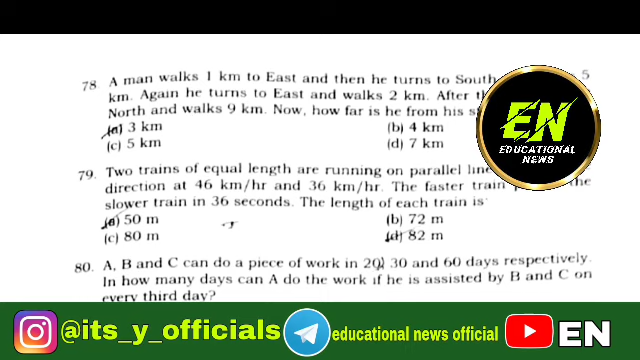 78. A man walks 1 km to East and then he turns to South 5
km. Again he turns to East and walks 2 km. After
North and walks 9 km. Now, how far is he from his
(a) 3 km (b) 4 km
(c) 5 km (d) 7 km
79. Two trains of equal length are running on parallel
direction at 46 km/hr and 36 km/hr. The faster train the
slower train in 36 seconds. The length of each train is
(a) 50 m (b) 72 m
(c) 80 m (d) 82 m
80. A, B and C can do a piece of work in 20, 30 and 60 days respectively.
In how many days can A do the work if he is assisted by B and C on
every third day?
EN
EDUCATIONAL
NEWS
@its_y_officials educational news official EN